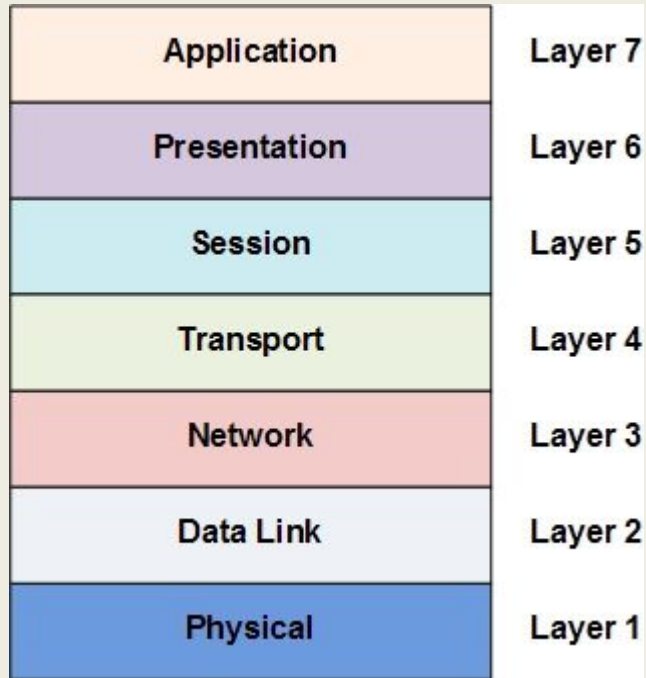 Application Layer 7
Presentation Layer 6
Session Layer 5
Transport Layer 4
Network Layer 3
Data Link Layer 2
Physical Layer 1